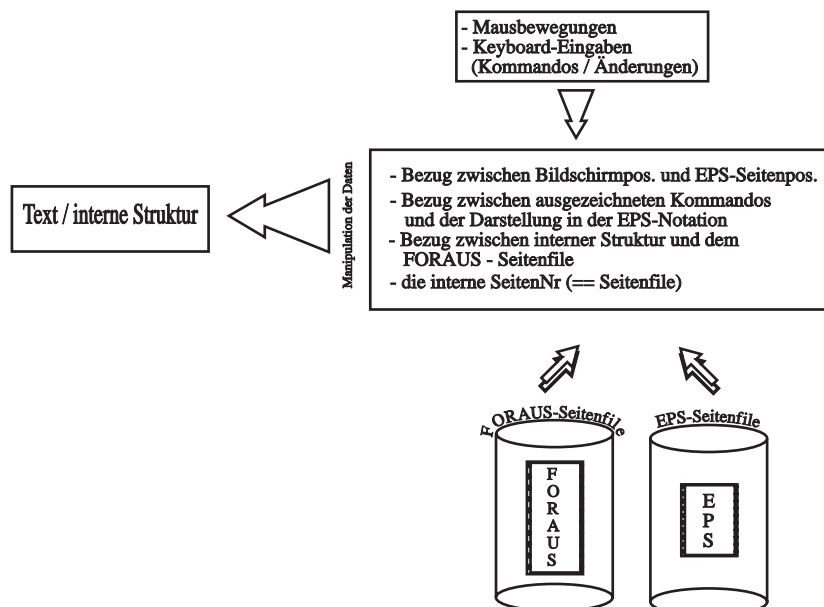 - Mausbewegungen
- Keyboard-Eingaben
(Kommandos / Änderungen)
Text / interne Struktur
Manipulation der Daten
- Bezug zwischen Bildschirmpos. und EPS-Seitenpos.
- Bezug zwischen ausgezeichneten Kommandos
und der Darstellung in der EPS-Notation
- Bezug zwischen interner Struktur und dem
FORAUS - Seitenfile
- die interne SeitenNr (== Seitenfile)
FORAUS-Seitenfile
EPS-Seitenfile
FORAUS
EPS